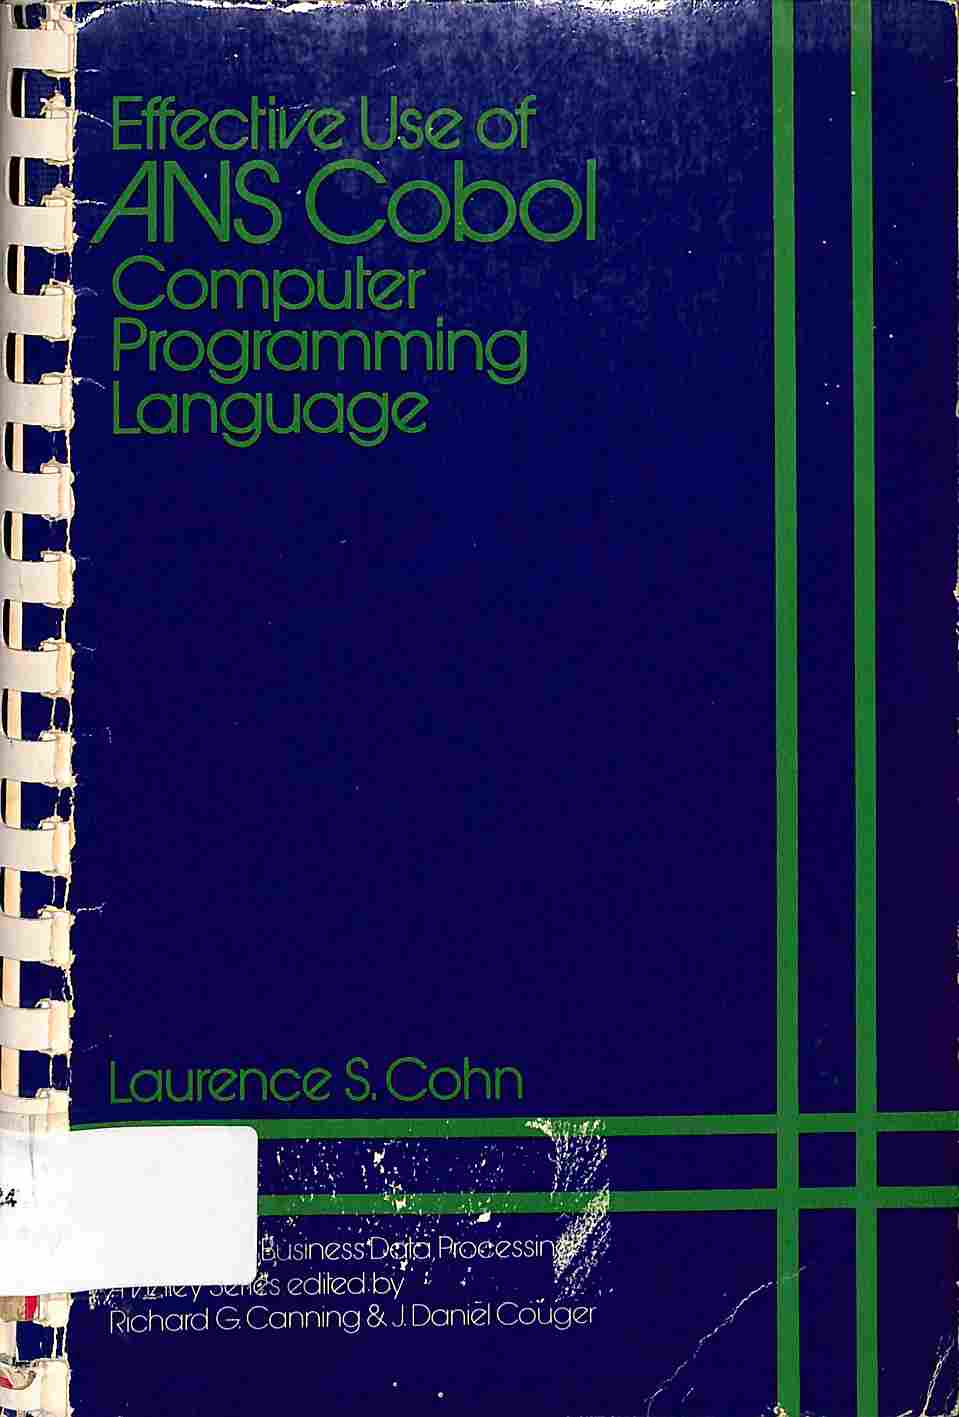 Effective Use of
ANS Cobol
Computer
Programming
Language
Laurence S. Cohn
24
Business Data Processing
Series edited by
Richard G. Canning & J. Daniel Couger